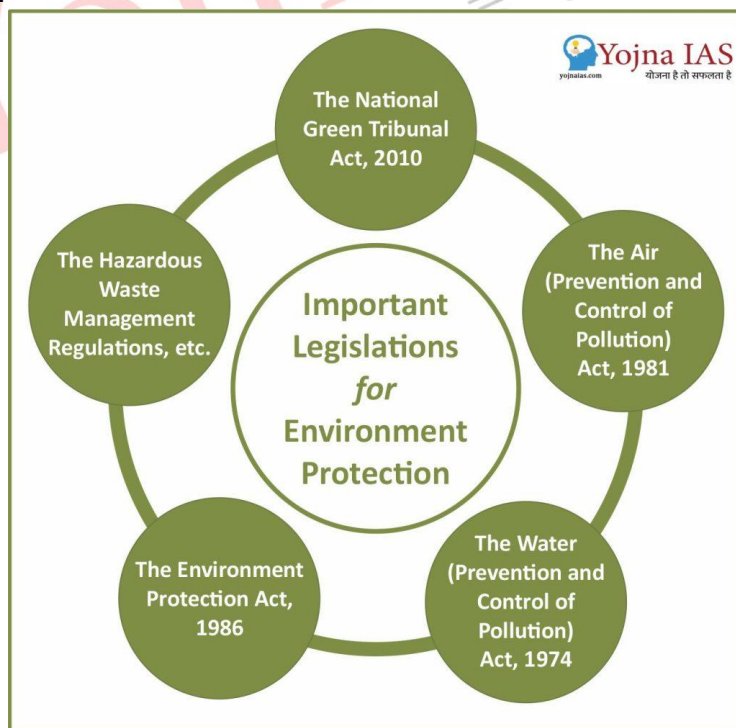 Yojna IAS
yojnaias.com
योजना है तो सफलता है
The National
Green Tribunal
Act, 2010
The Air
(Prevention and
Control of
Pollution)
Act, 1981
The Water
(Prevention and
Control of
Pollution)
Act, 1974
The Environment
Protection Act,
1986
The Hazardous
Waste
Management
Regulations, etc.
Important
Legislations
for
Environment
Protection